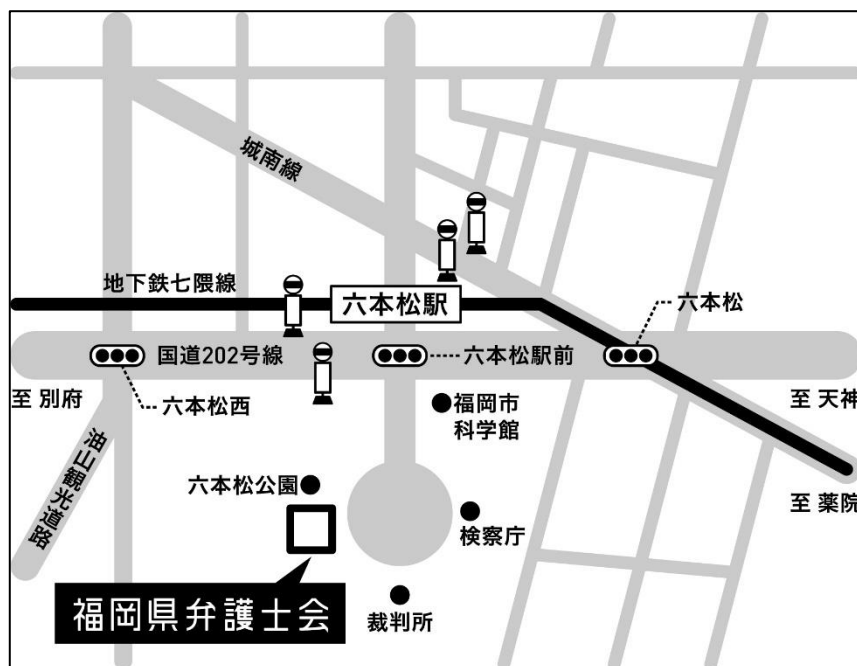 城南線
地下鉄七隈線
六本松駅
六本松
国道202号線
六本松駅前
至 別府
六本松西
福岡市
科学館
至 天神
油山観光道路
六本松公園
検察庁
至 薬院
福岡県弁護士会
裁判所